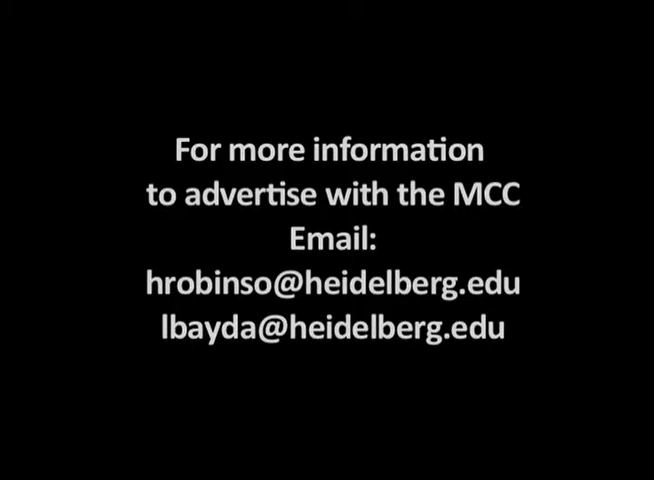 For more information
to advertise with the MCC
Email:
hrobinso@heidelberg.edu
lbayda@heidelberg.edu